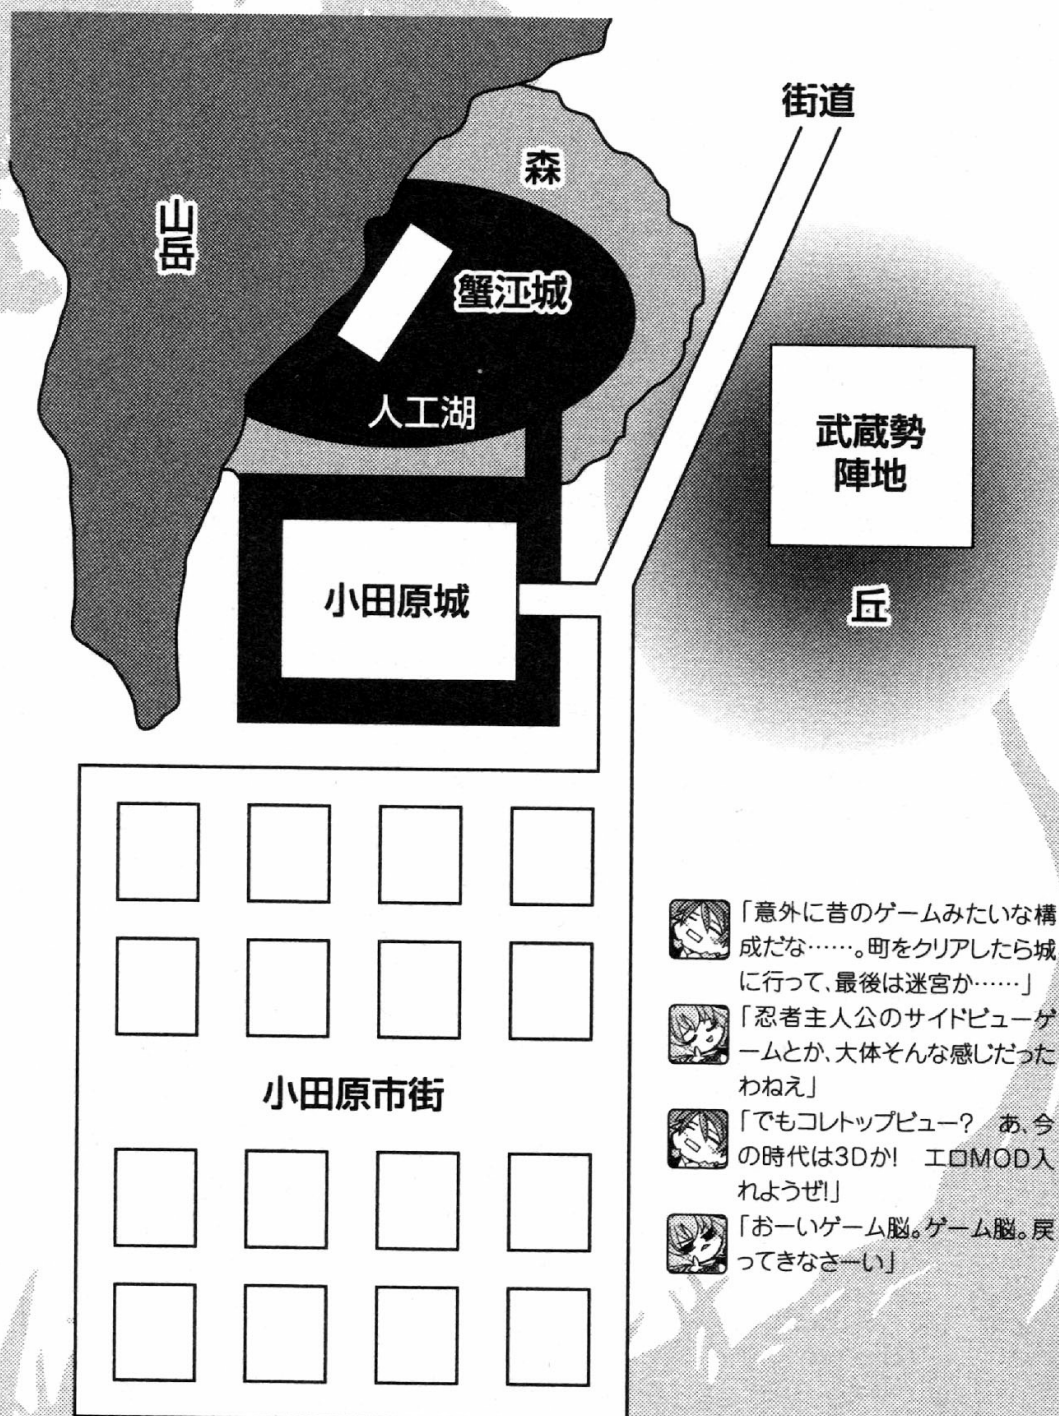 街道
森
山岳
蟹江城
人工湖
武蔵勢
陣地
小田原城
丘
小田原市街
「意外に昔のゲームみたいな構
成だな……。町をクリアしたら城
に行って、最後は迷宮か……」
「忍者主人公のサイドビューゲ
ームとか、大体そんな感じだった
わねえ」
「でもコレトップビュー?　あ、今
の時代は3Dか!　エロMOD入
れようぜ!」
「おーいゲーム脳。ゲーム脳。戻
ってきなさーい」